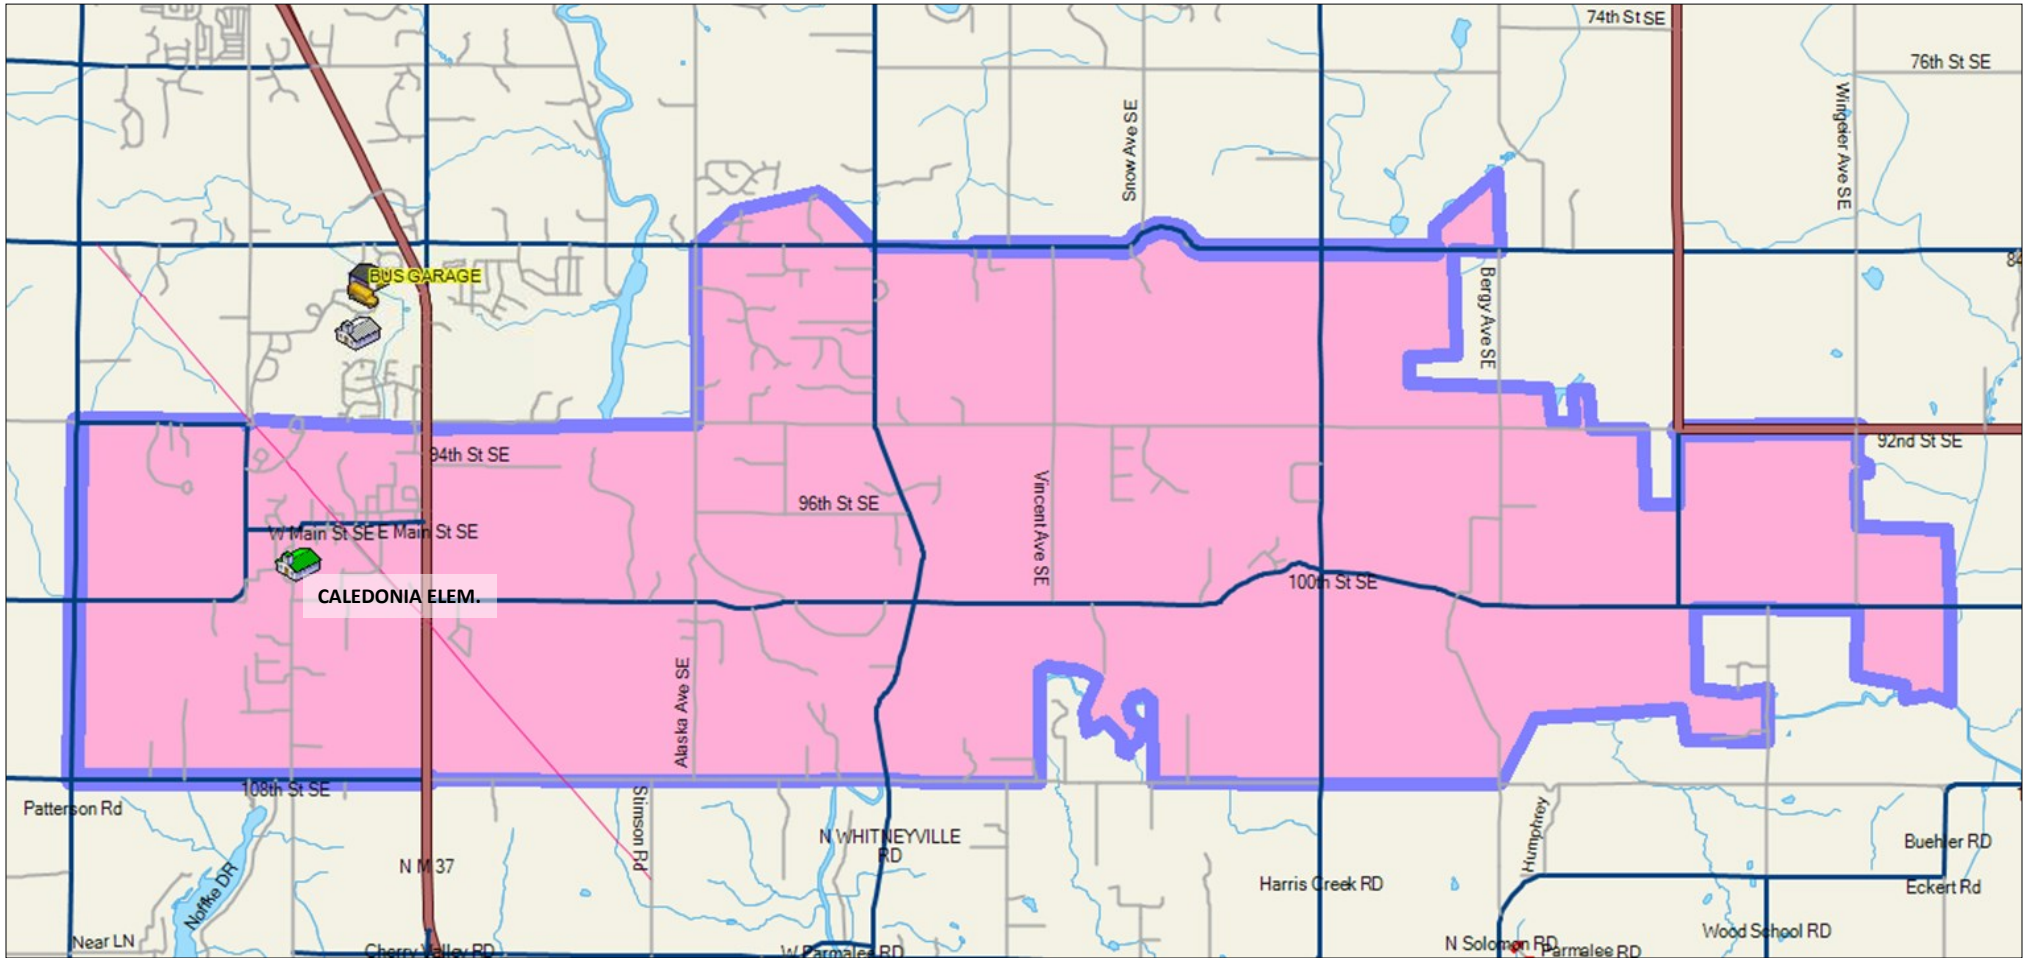 74th St SE
76th St SE
Wingeier Ave SE
Snow Ave SE
84
BUS GARAGE
Bergy Ave SE
92nd St SE
94th St SE
96th St SE
Vincent Ave SE
W Main St SE E Main St SE
100th St SE
CALEDONIA ELEM.
Alaska Ave SE
108th St SE
Patterson Rd
Stimson Rd
N WHITNEYVILLE
RD
Humphrey
Buehler RD
N M 37
Harris Creek RD
Eckert Rd
Noffke DR
Near LN
Wood School RD
Cherry Valley RD
W Parmalee RD
N Solomon RD
Parmalee RD